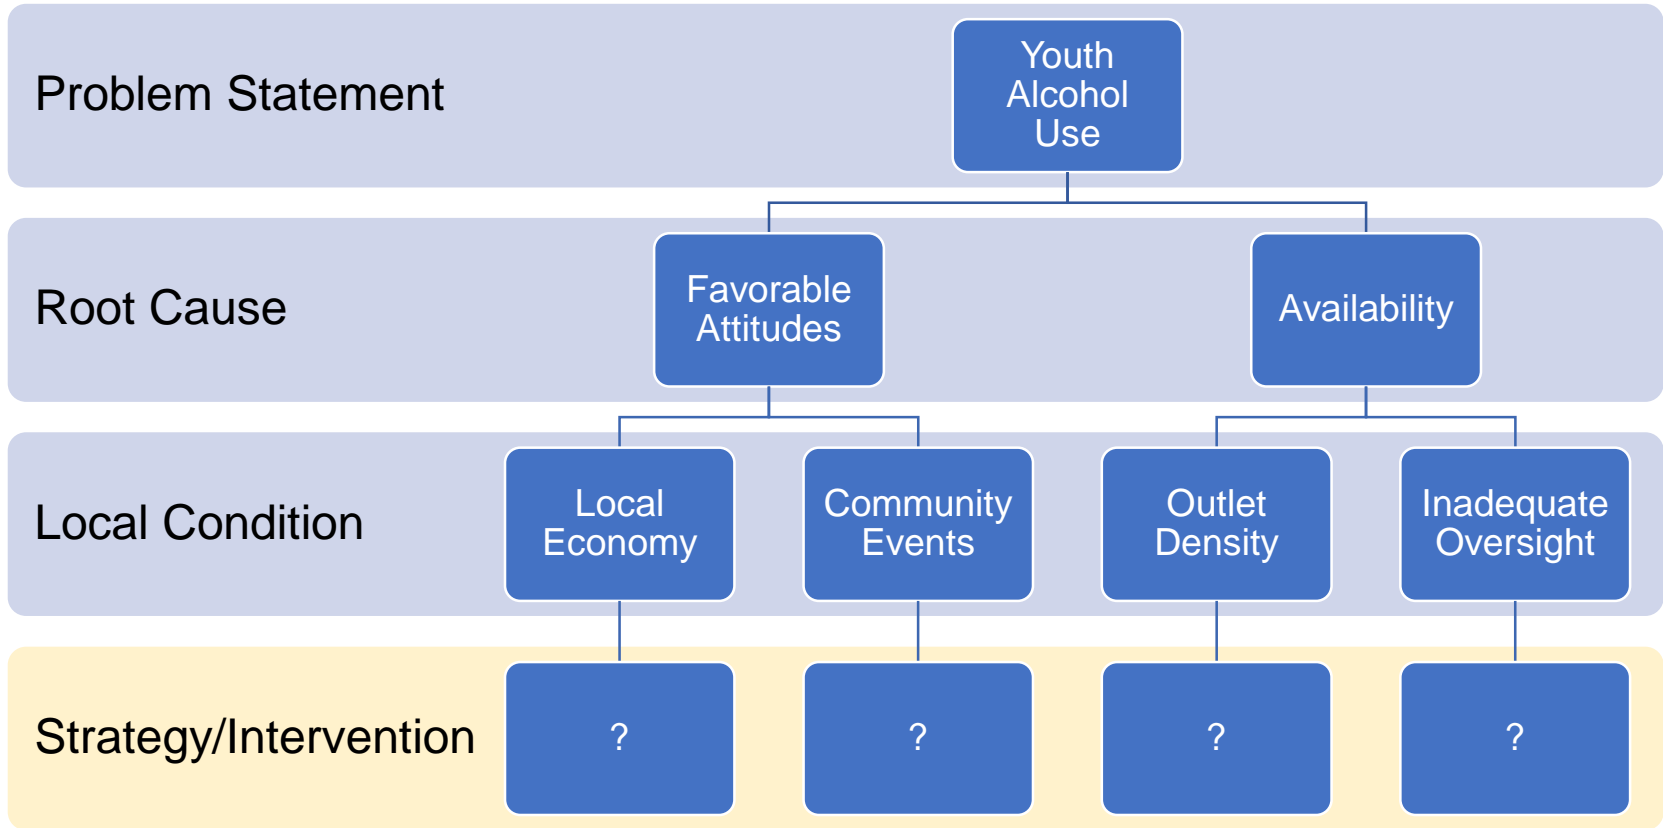 Problem Statement
Youth
Alcohol
Use
Root Cause
Favorable
Attitudes
Availability
Local Condition
Local
Economy
Community
Events
Outlet
Density
Inadequate
Oversight
Strategy/Intervention
?
?
?
?